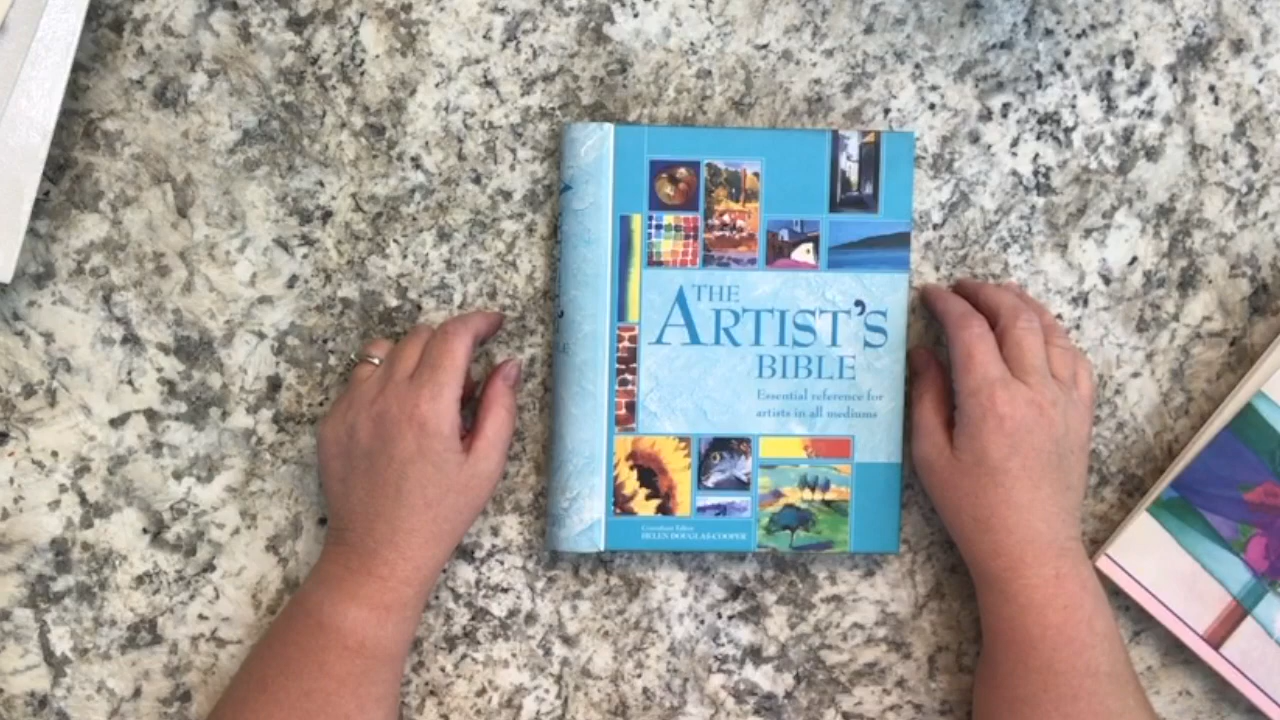 THE
ARTIST'S
BIBLE
Essential reference for
artists in all mediums
Consultant Editor
HELEN DOUGLAS-COOPER